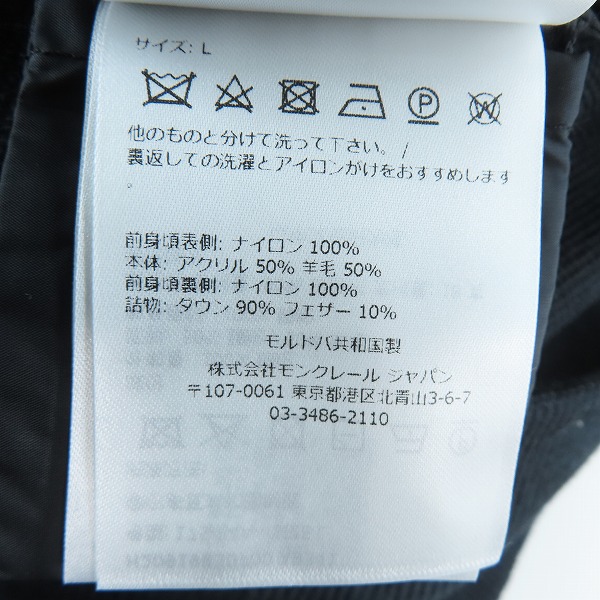 サイズ: L
P
W
他のものと分けて洗って下さい。 /
裏返しての洗濯とアイロンがけをおすすめします
。
前身頃表側: ナイロン 100%
本体: アクリル 50% 羊毛 50%
前身頃裏側: ナイロン 100%
詰物: ダウン 90% フェザー 10%
モルドバ共和国製
株式会社モンクレール ジャパン
〒107-0061 東京都港区北青山3-6-7
03-3486-2110